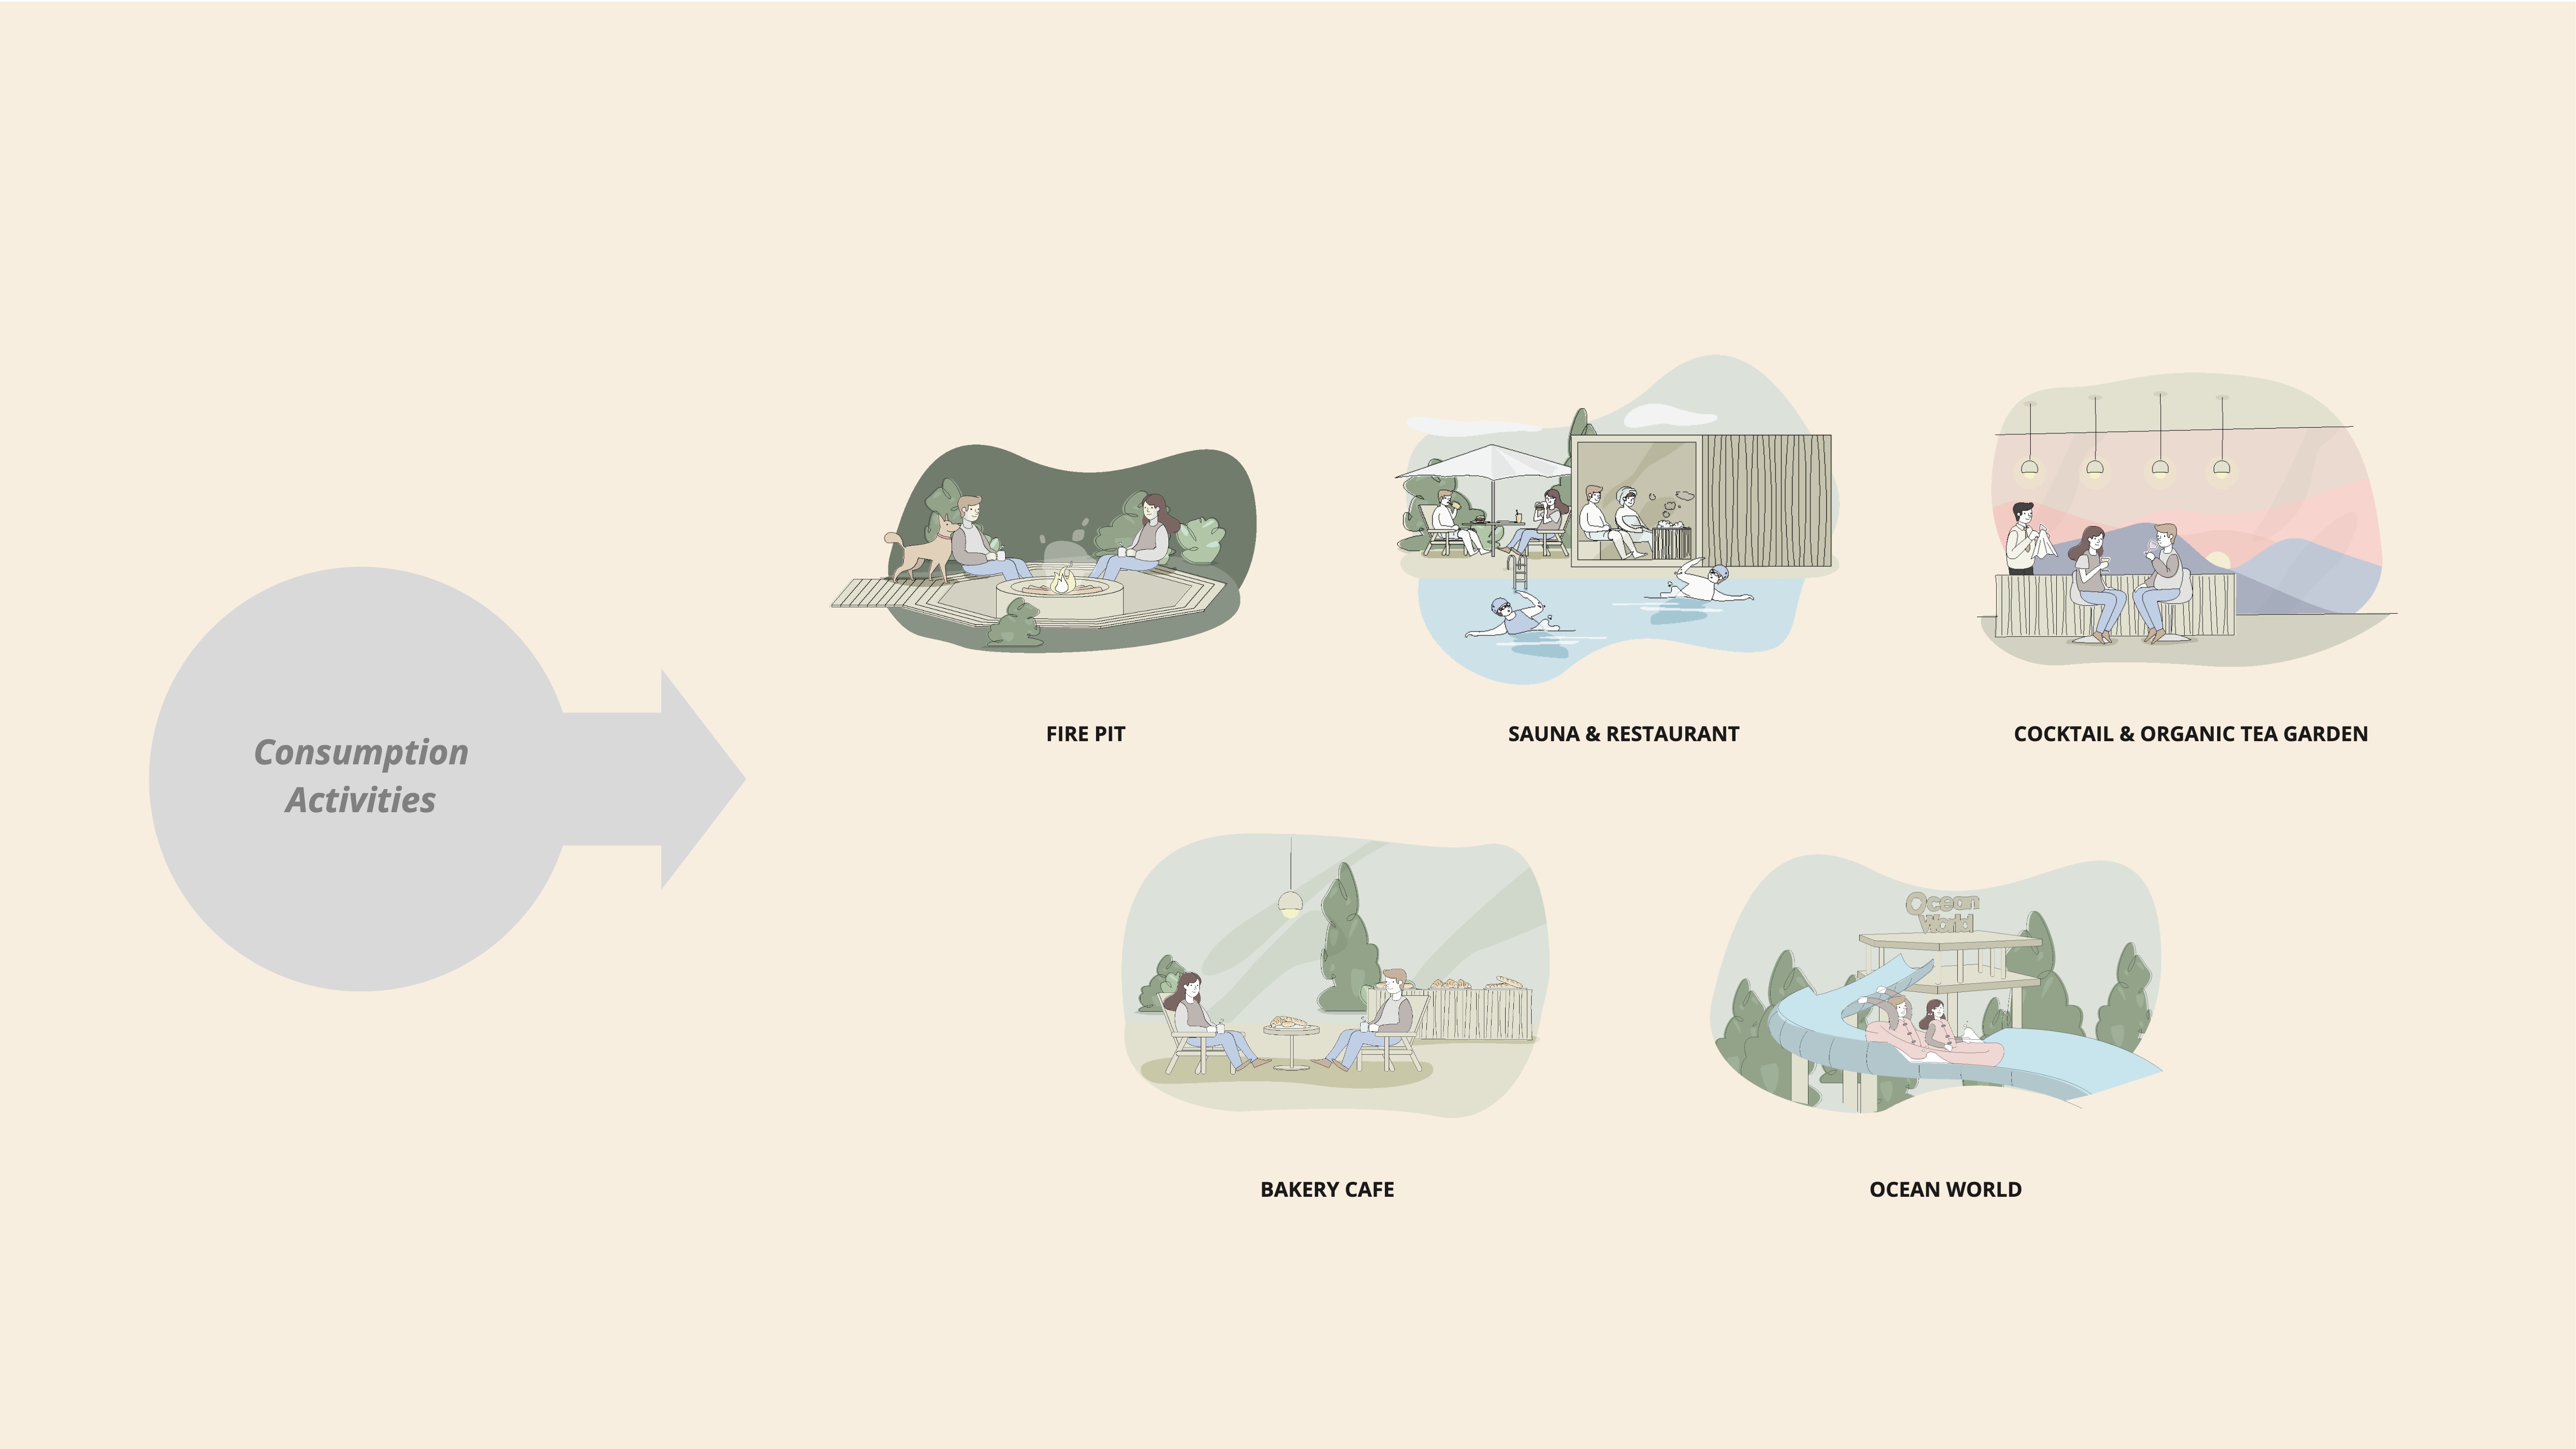 Consumption
Activities
FIRE PIT
SAUNA & RESTAURANT
COCKTAIL & ORGANIC TEA GARDEN
Ocean
World
BAKERY CAFE
OCEAN WORLD